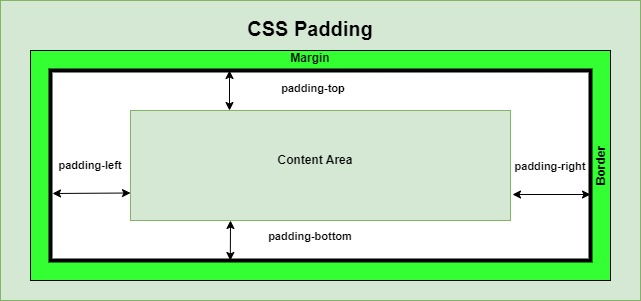 CSS Padding
Margin
padding-top
padding-left
Content Area
padding-right
Border
padding-bottom